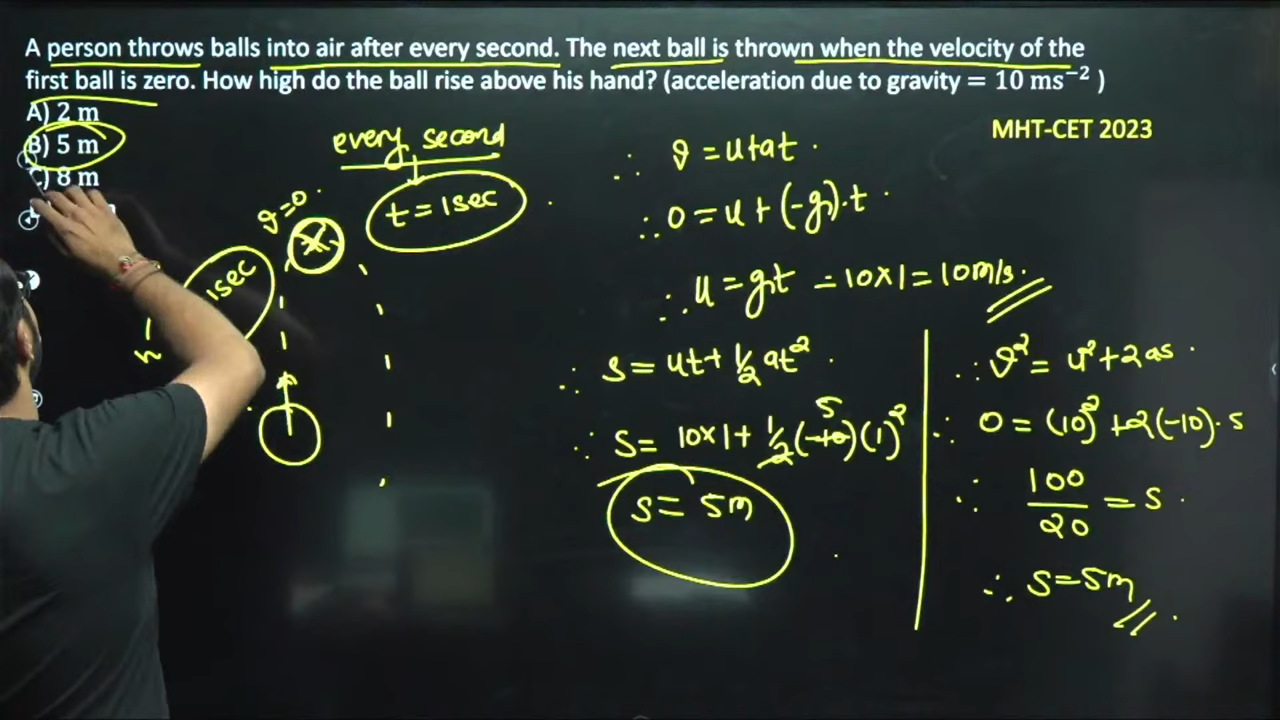 A person throws balls into air after every second. The next ball is thrown when the velocity of the
first ball is zero. How high do the ball rise above his hand? (acceleration due to gravity = 10 ms⁻² )
A) 2 m
B) 5 m
C) 8 m
MHT-CET 2023
every second
t = 1sec
v=0
1sec
h
∴ v = u+at
∴ 0 = u + (-g).t
∴ u = gt = 10×1 = 10m/s.
∴ s = ut + 1/2 at²
∴ s = 10×1 + 1/2 (-10)(1)²
5
s = 5m
∴ v² = u² + 2as
∴ 0 = (10)² + 2(-10).s
∴ 100/20 = s
∴ s = 5m